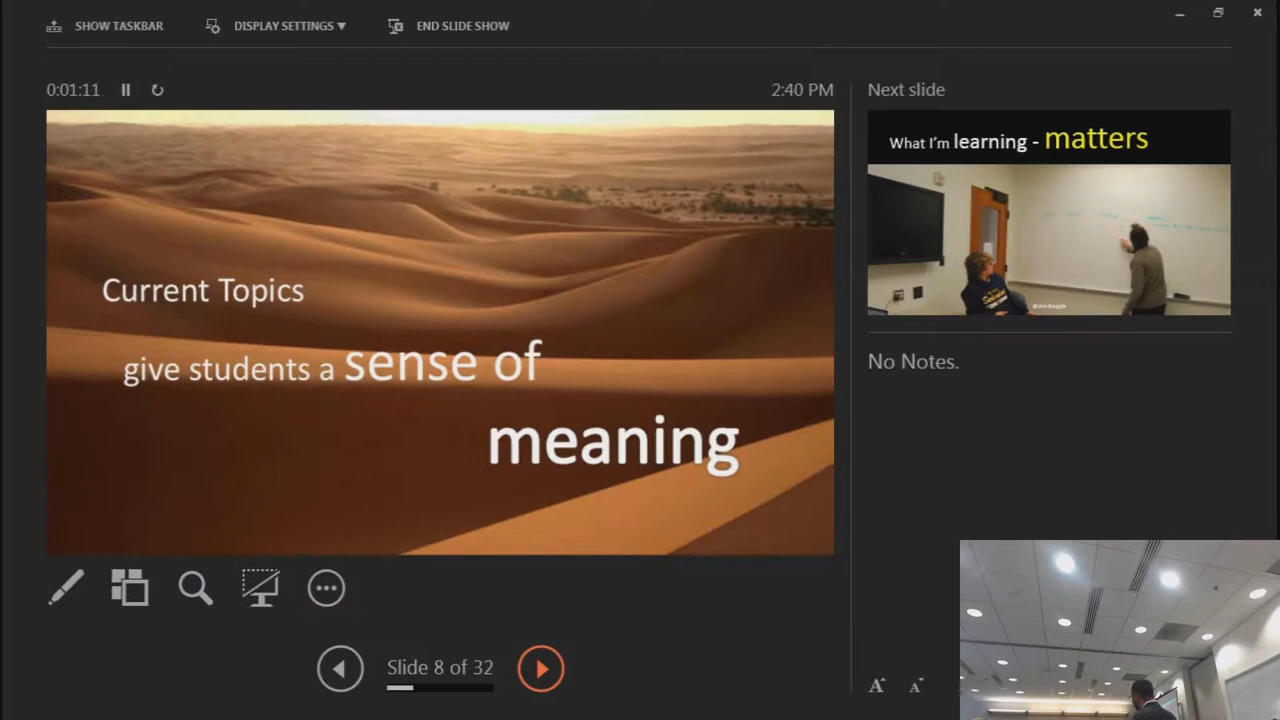 SHOW TASKBAR
DISPLAY SETTINGS ▼
END SLIDE SHOW
0:01:11
2:40 PM
Current Topics
give students a sense of
meaning
Next slide
What I'm learning - matters
No Notes.
Slide 8 of 32
A
A